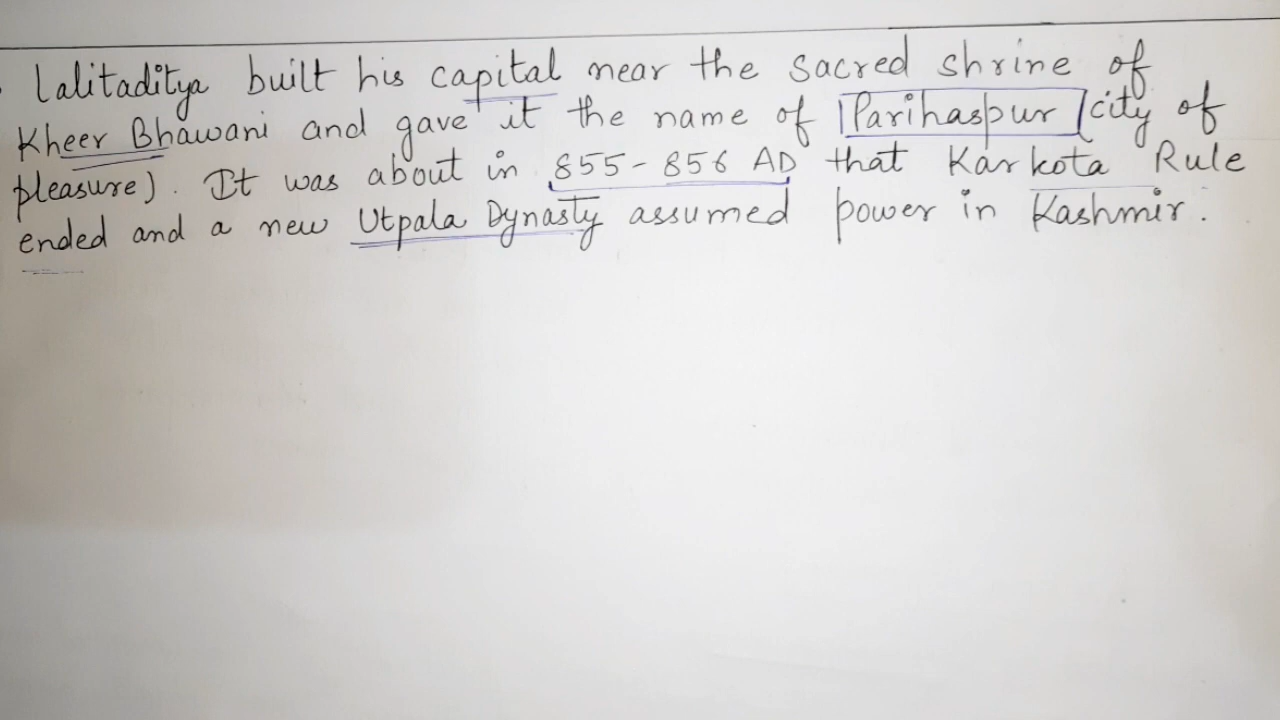 Lalitaditya built his capital near the sacred shrine of
Kheer Bhawani and gave it the name of Parihaspur (city of
pleasure). It was about in 855-856 AD that Karkota Rule
ended and a new Utpala Dynasty assumed power in Kashmir.